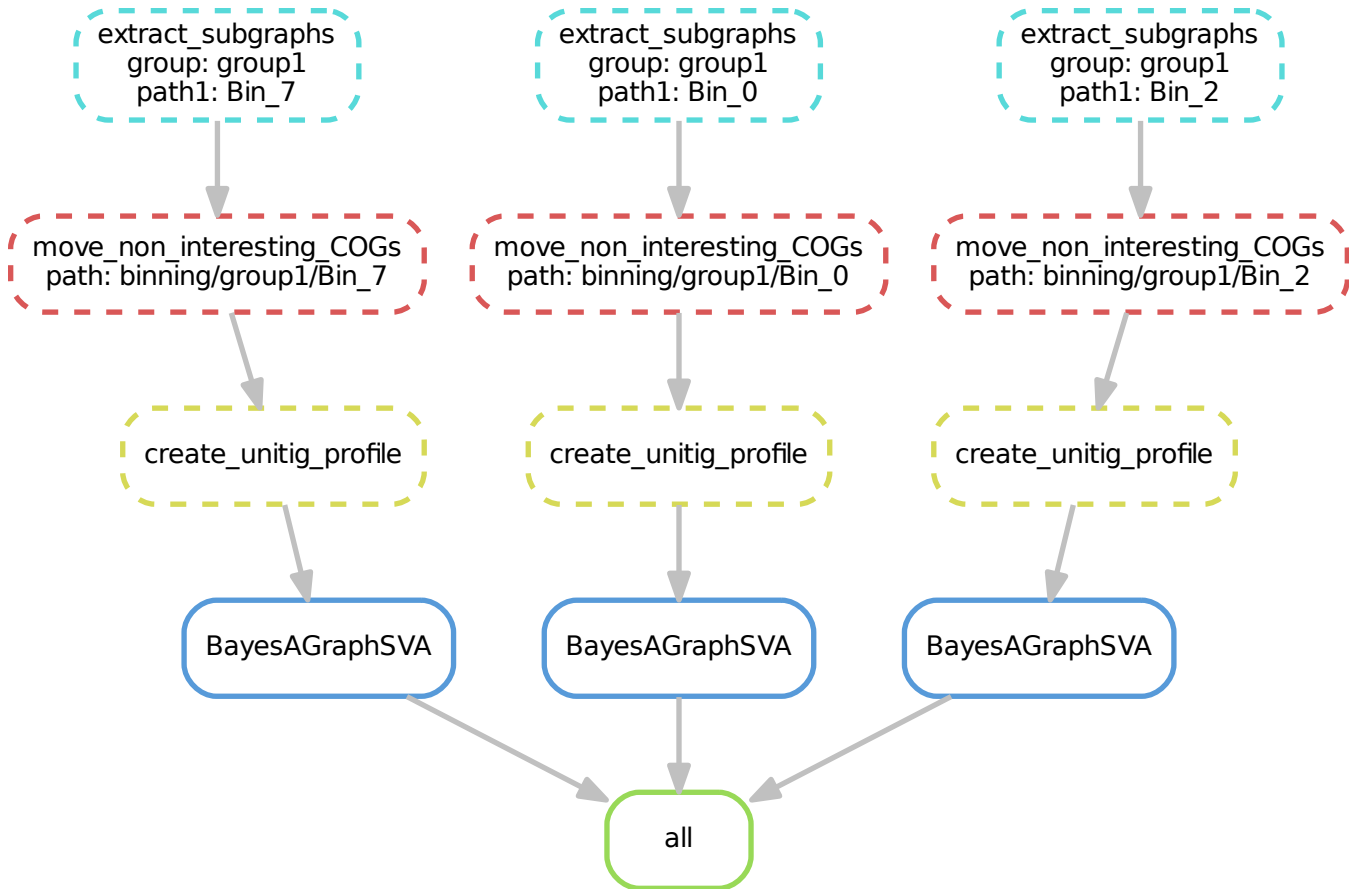 extract_subgraphs
group: group1
path1: Bin_7
extract_subgraphs
group: group1
path1: Bin_0
extract_subgraphs
group: group1
path1: Bin_2
move_non_interesting_COGs
path: binning/group1/Bin_7
move_non_interesting_COGs
path: binning/group1/Bin_0
move_non_interesting_COGs
path: binning/group1/Bin_2
create_unitig_profile
create_unitig_profile
create_unitig_profile
BayesAGraphSVA
BayesAGraphSVA
BayesAGraphSVA
all